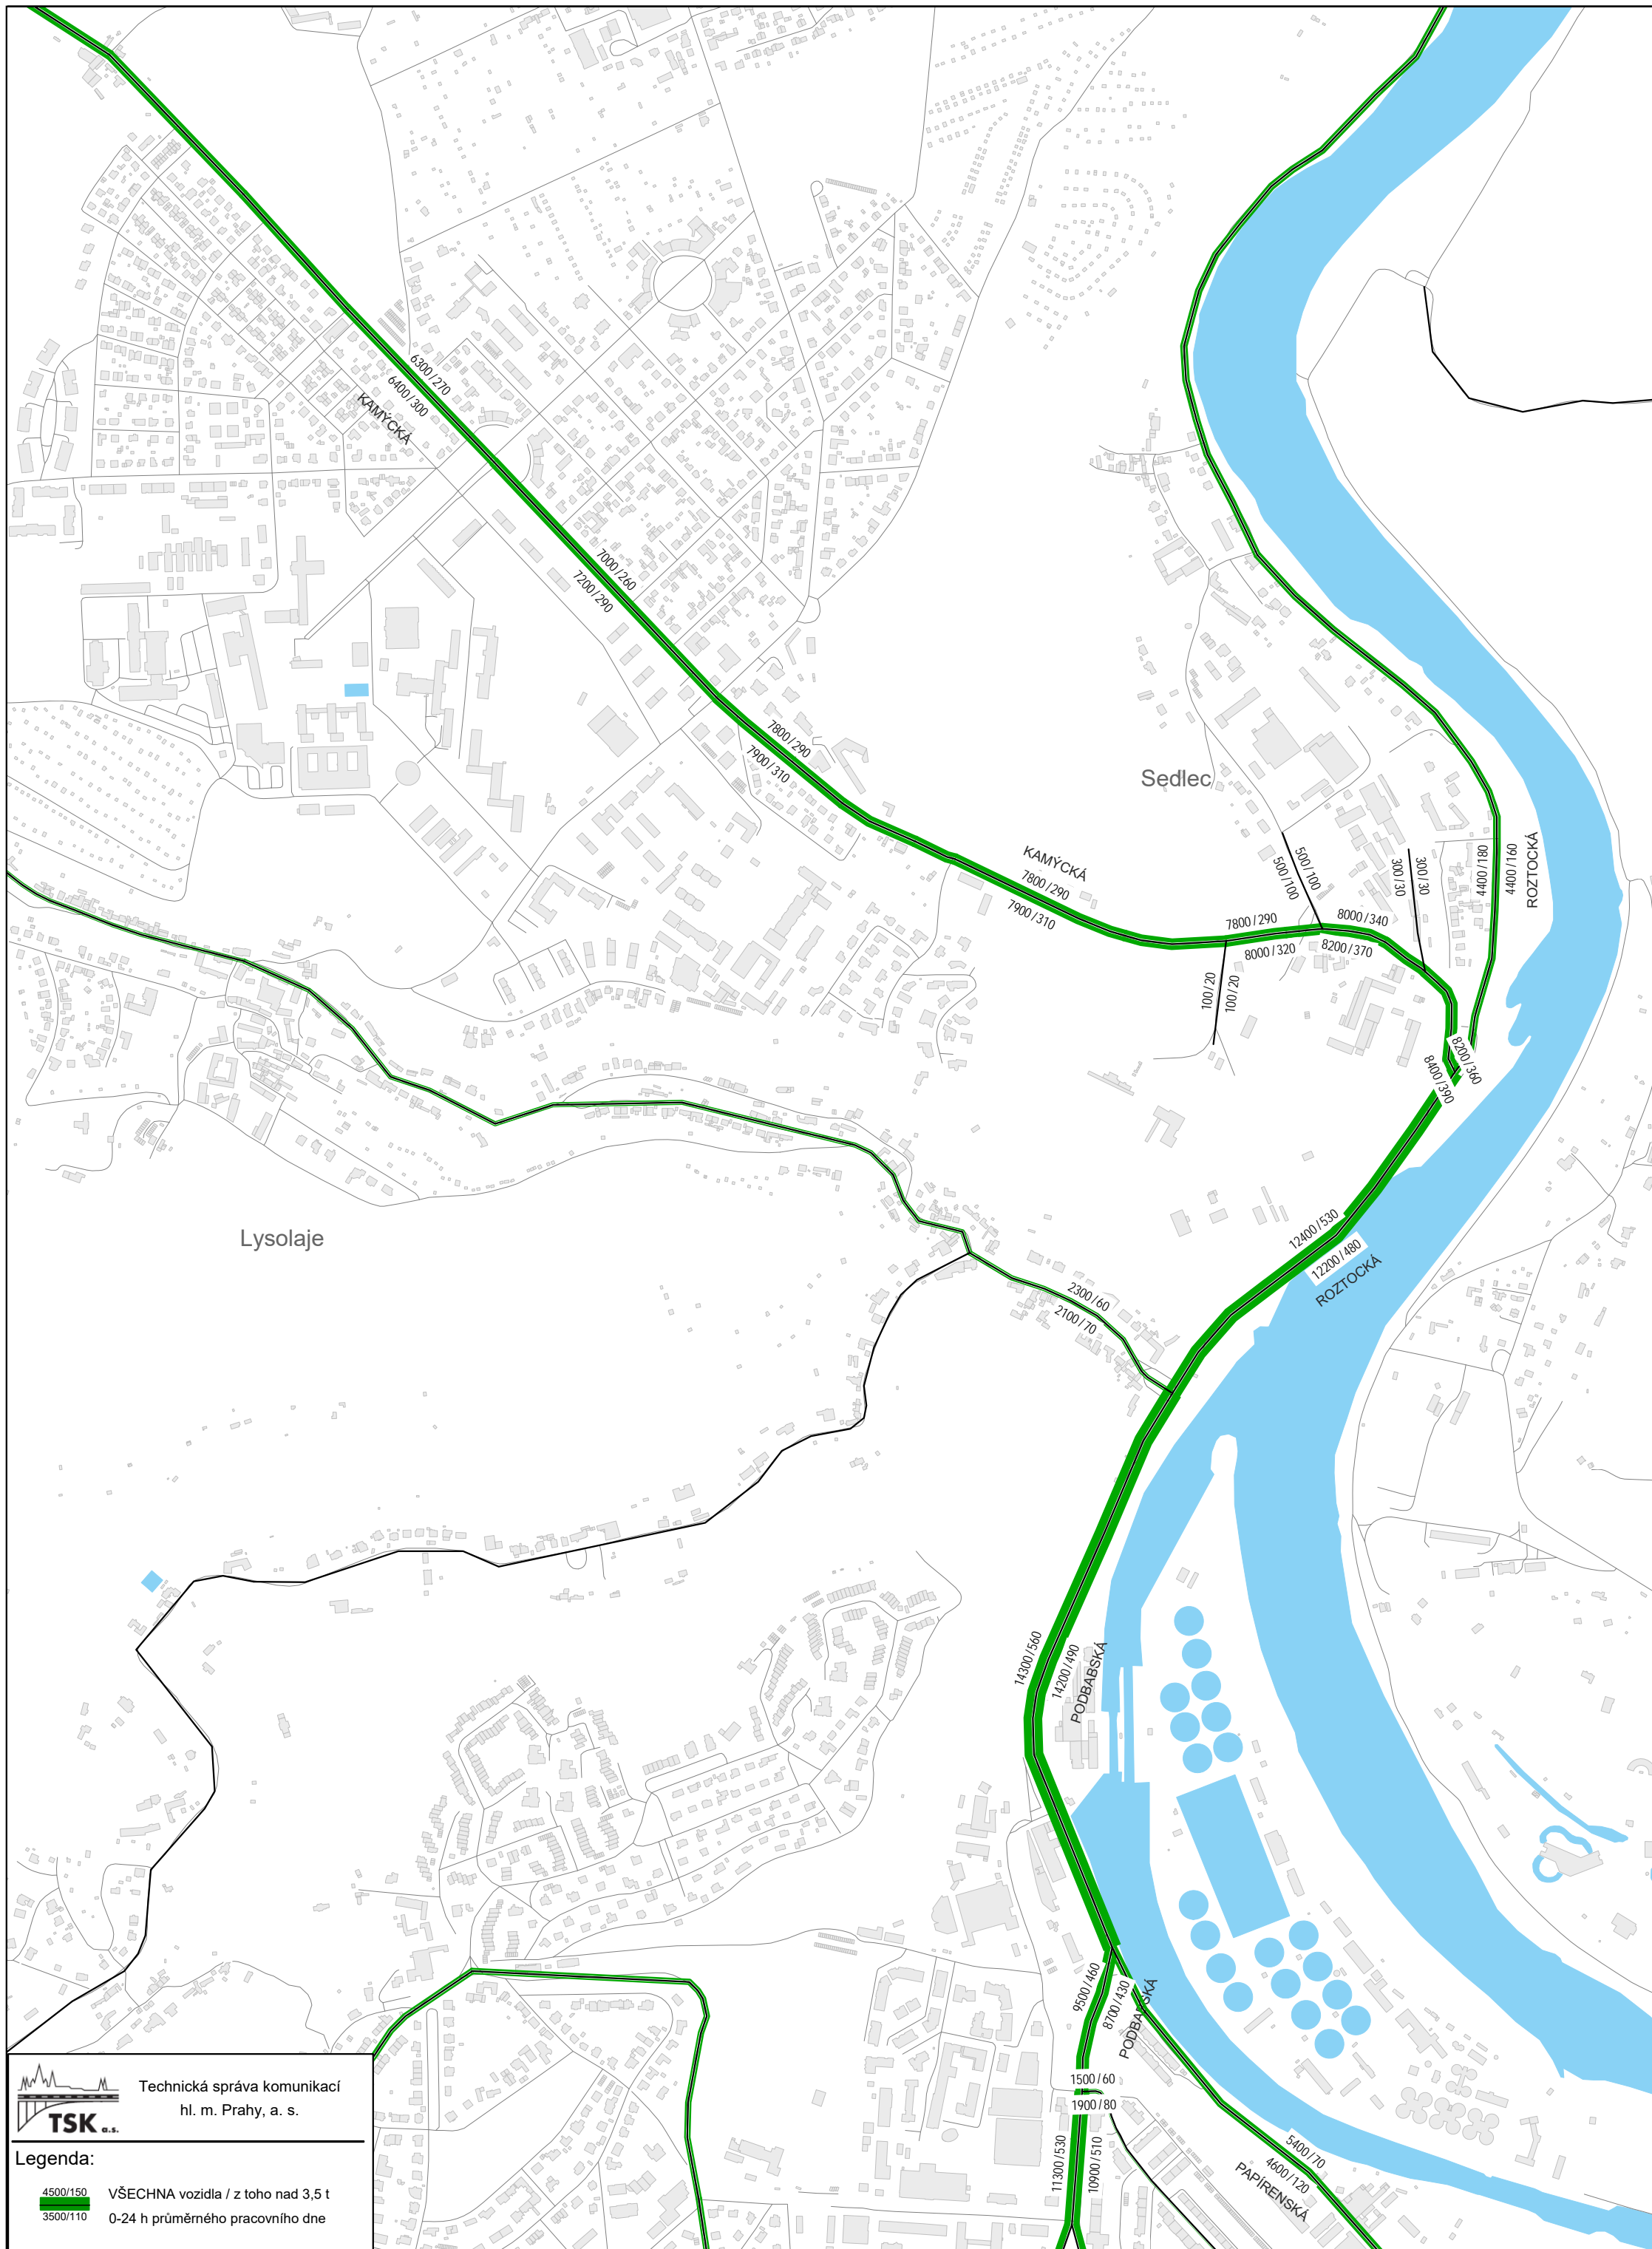 6300/270
6400/300
KAMÝCKÁ
7000/260
7200/290
7800/290
7900/310
Sedlec
KAMÝCKÁ
7800/290
7900/310
500/100
500/100
300/30
300/30
4400/180
4400/160
ROZTOCKÁ
7800/290
8000/320
8000/340
8200/370
100/20
100/20
8200/360
8400/390
Lysolaje
12400/530
12200/480
ROZTOCKÁ
2300/60
2100/70
14300/560
14200/490
PODBABSKÁ
9500/460
8700/430
PODBABSKÁ
1500/60
1900/80
11300/530
10900/510
5400/70
4600/120
PAPÍRENSKÁ
TSK a.s.
Technická správa komunikací
hl. m. Prahy, a. s.
Legenda:
4500/150
3500/110
VŠECHNA vozidla / z toho nad 3,5 t
0-24 h průměrného pracovního dne